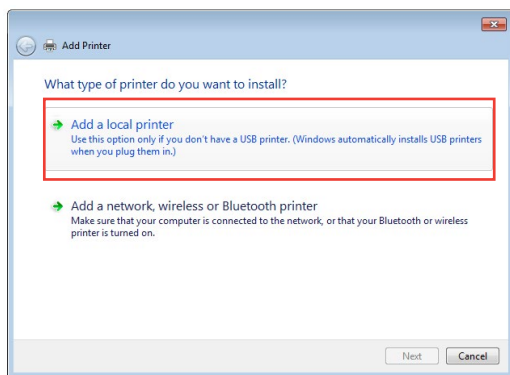 Add Printer
What type of printer do you want to install?
Add a local printer
Use this option only if you don't have a USB printer. (Windows automatically installs USB printers
when you plug them in.)
Add a network, wireless or Bluetooth printer
Make sure that your computer is connected to the network, or that your Bluetooth or wireless
printer is turned on.
Next Cancel